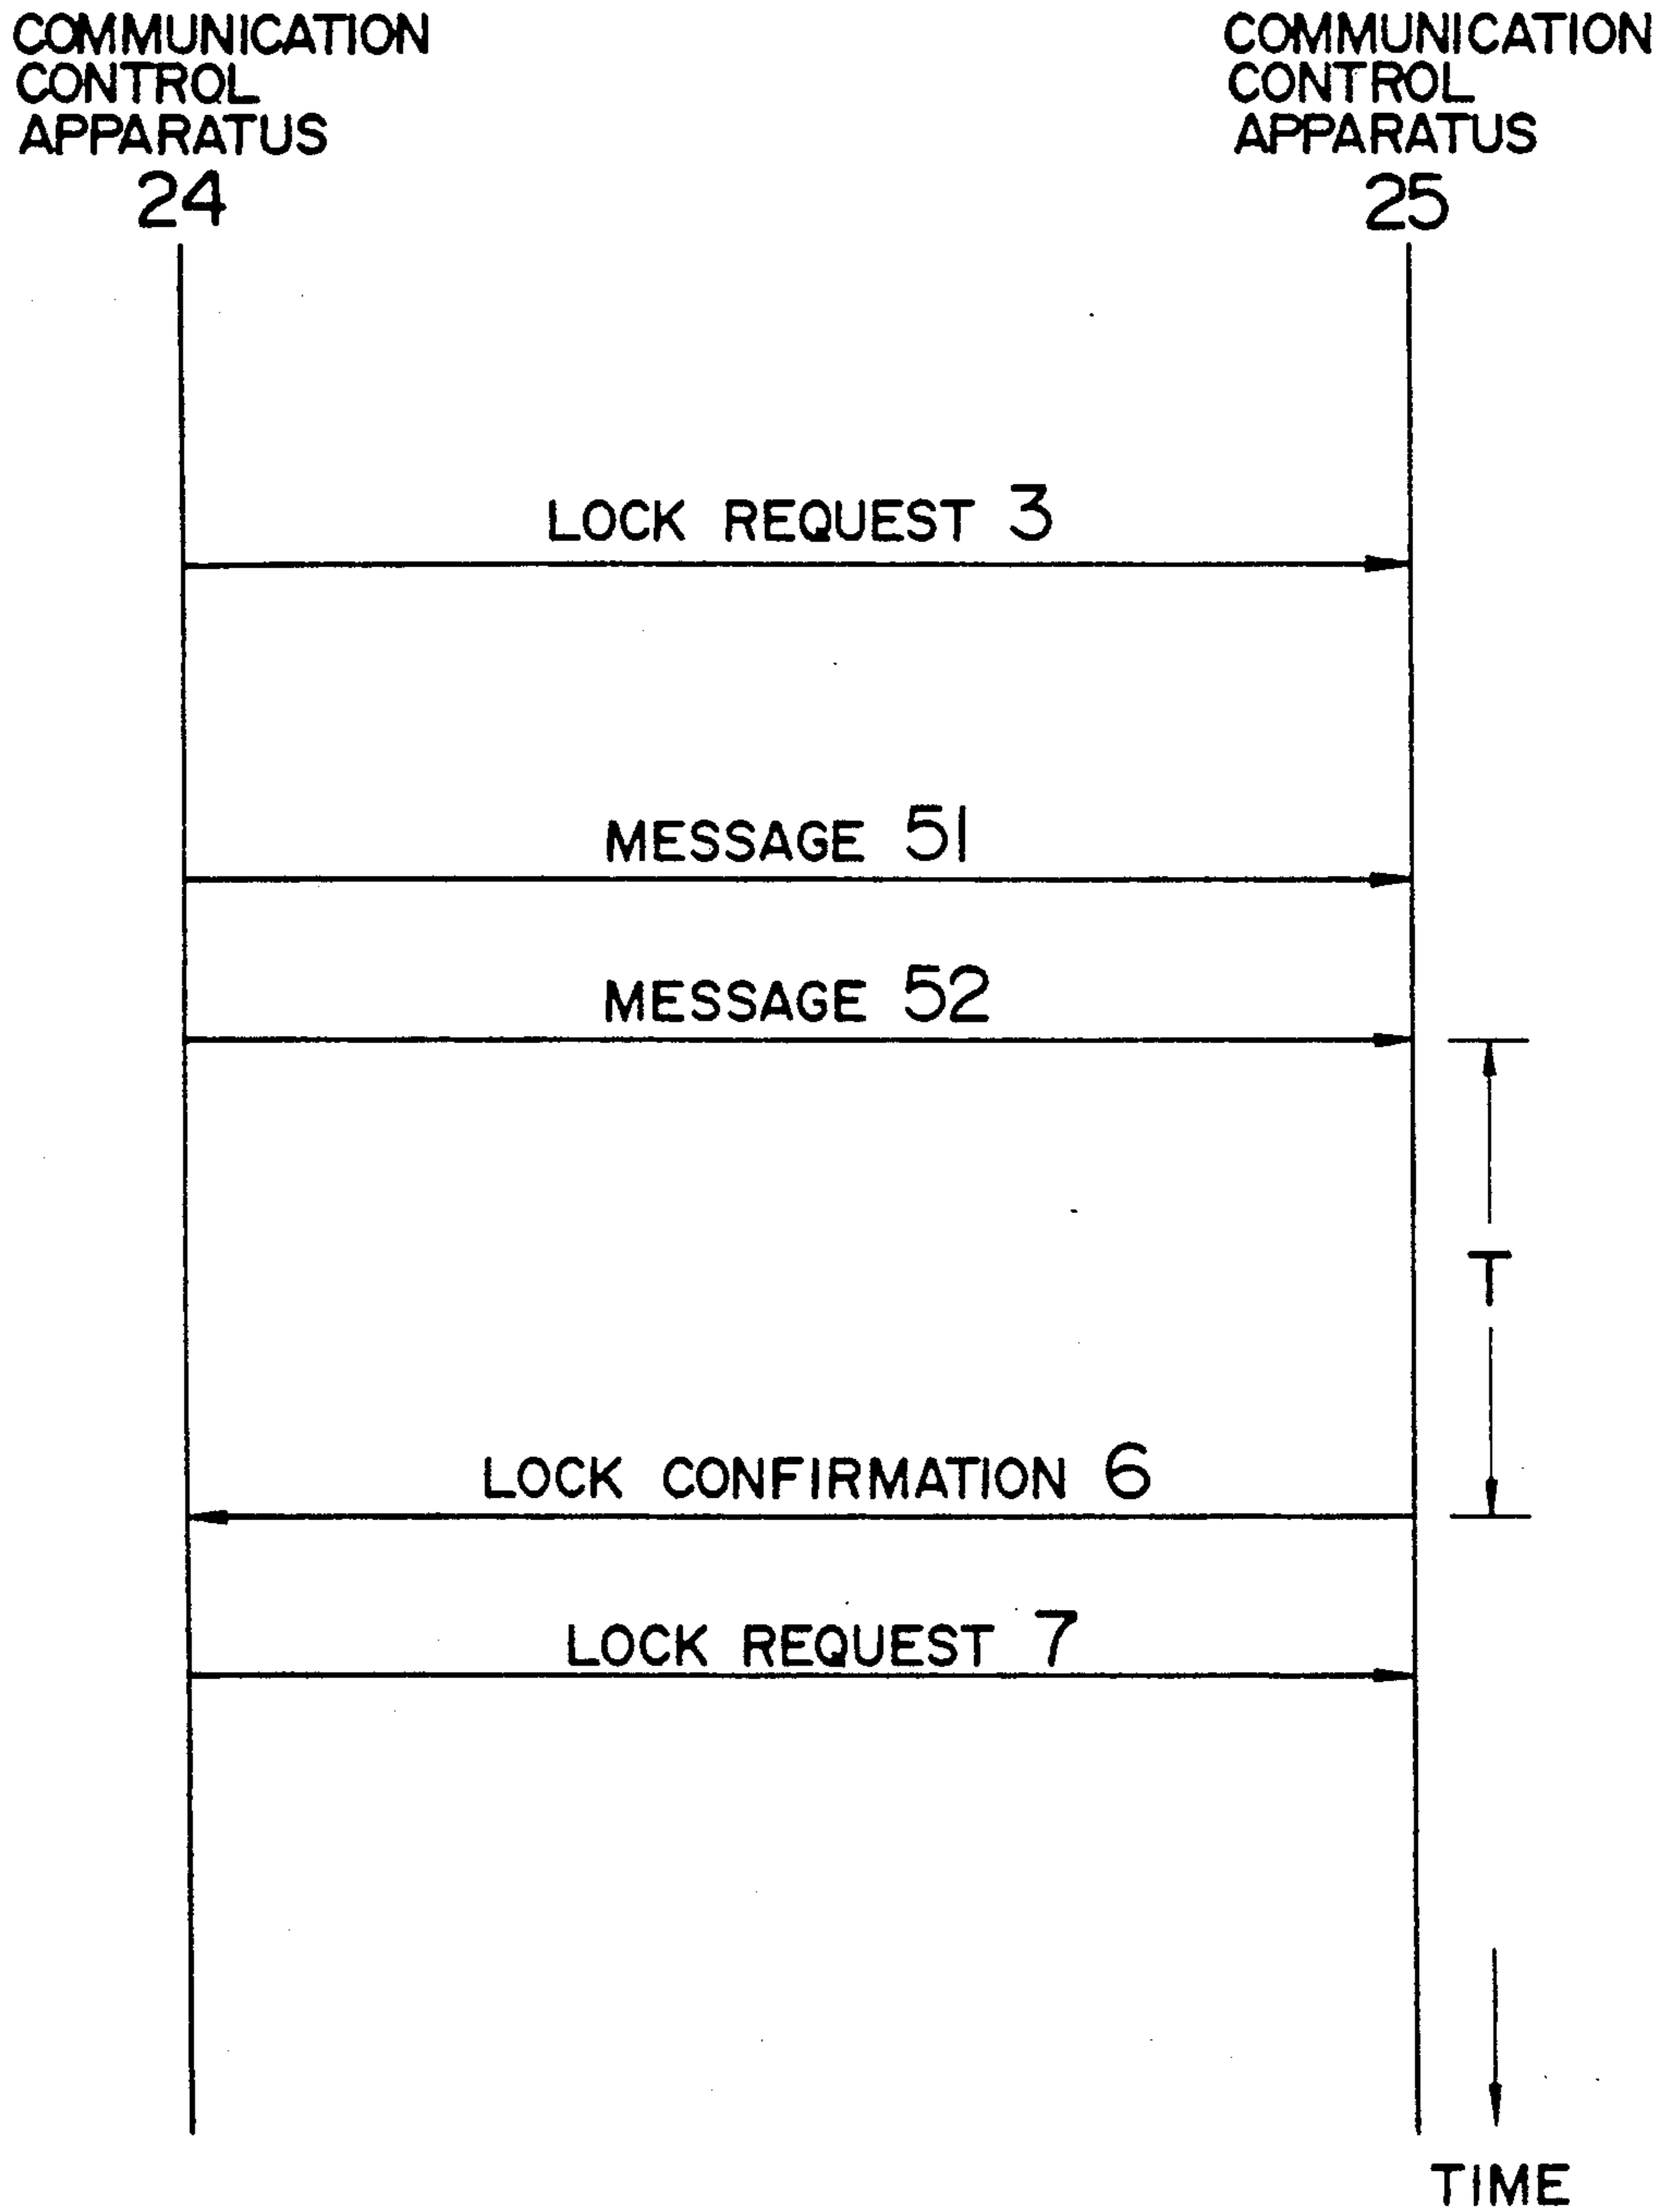 COMMUNICATION
CONTROL
APPARATUS
24
COMMUNICATION
CONTROL
APPARATUS
25
LOCK REQUEST 3
MESSAGE 51
MESSAGE 52
T
LOCK CONFIRMATION 6
LOCK REQUEST 7
TIME